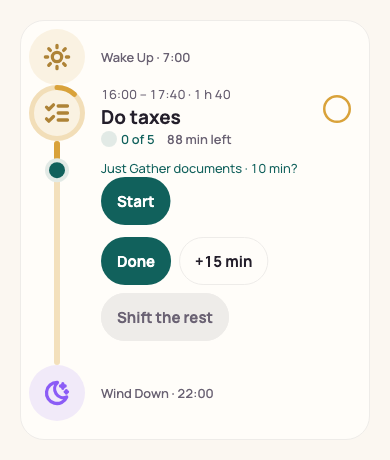 Wake Up · 7:00
16:00 – 17:40 · 1 h 40
Do taxes
0 of 5 88 min left
Just Gather documents · 10 min?
Start
Done +15 min
Shift the rest
Wind Down · 22:00